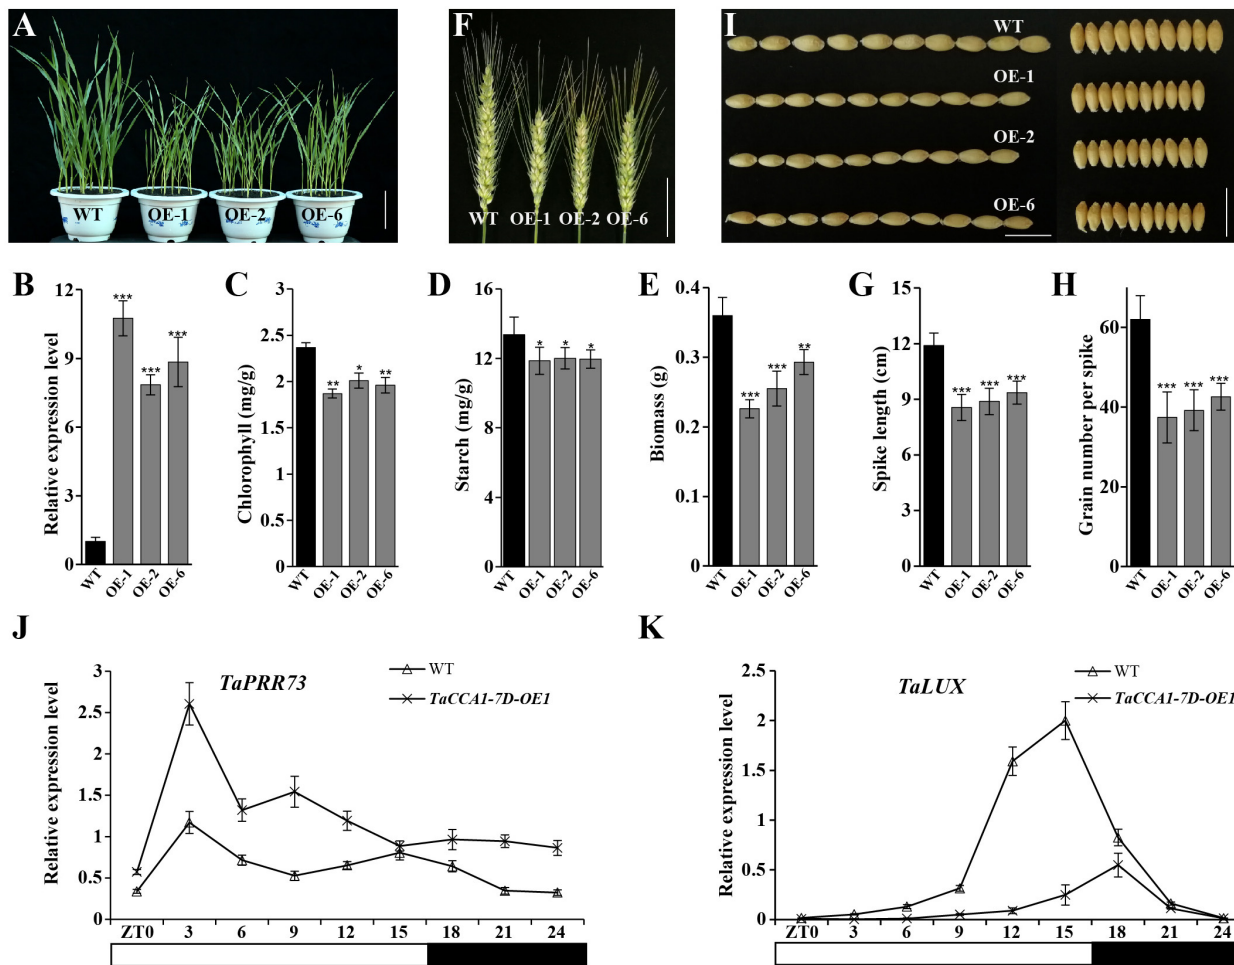 A
WT
OE-1
OE-2
OE-6
F
WT
OE-1
OE-2
OE-6
I
WT
OE-1
OE-2
OE-6
B
Relative expression level
12
9
6
3
0
***
***
***
WT
OE-1
OE-2
OE-6
C
Chlorophyll (mg/g)
3
2.5
2
1.5
1
0.5
0
**
*
**
WT
OE-1
OE-2
OE-6
D
Starch (mg/g)
16
12
8
4
0
*
*
*
WT
OE-1
OE-2
OE-6
E
Biomass (g)
0.4
0.3
0.2
0.1
0
***
***
**
WT
OE-1
OE-2
OE-6
G
Spike length (cm)
15
12
9
6
3
0
***
***
***
WT
OE-1
OE-2
OE-6
H
Grain number per spike
60
40
20
0
***
***
***
WT
OE-1
OE-2
OE-6
J
TaPRR73
WT
TaCCA1-7D-OE1
Relative expression level
3
2.5
2
1.5
1
0.5
0
ZT0 3 6 9 12 15 18 21 24
K
TaLUX
WT
TaCCA1-7D-OE1
Relative expression level
2.5
2
1.5
1
0.5
0
ZT0 3 6 9 12 15 18 21 24